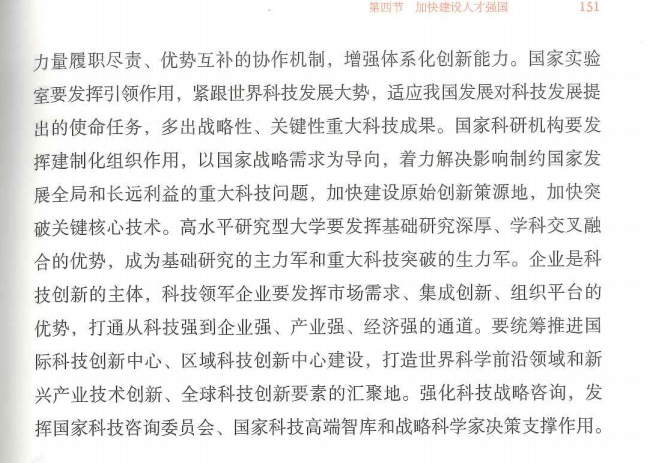 第四节 加快建设人才强国 151
力量履职尽责、优势互补的协作机制，增强体系化创新能力。国家实验
室要发挥引领作用，紧跟世界科技发展大势，适应我国发展对科技发展提
出的使命任务，多出战略性、关键性重大科技成果。国家科研机构要发
挥建制化组织作用，以国家战略需求为导向，着力解决影响制约国家发
展全局和长远利益的重大科技问题，加快建设原始创新策源地，加快突
破关键核心技术。高水平研究型大学要发挥基础研究深厚、学科交叉融
合的优势，成为基础研究的主力军和重大科技突破的生力军。企业是科
技创新的主体，科技领军企业要发挥市场需求、集成创新、组织平台的
优势，打通从科技强到企业强、产业强、经济强的通道。要统筹推进国
际科技创新中心、区域科技创新中心建设，打造世界科学前沿领域和新
兴产业技术创新、全球科技创新要素的汇聚地。强化科技战略咨询，发
挥国家科技咨询委员会、国家科技高端智库和战略科学家决策支撑作用。